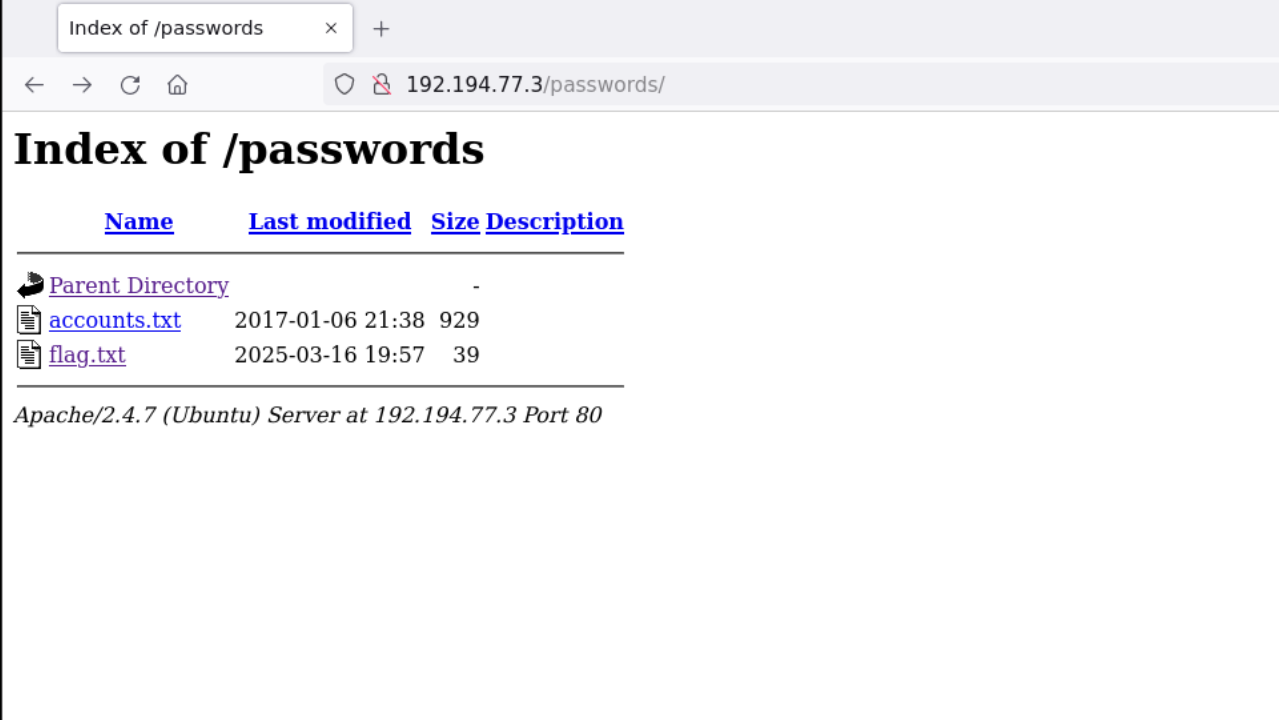 Index of /passwords
192.194.77.3/passwords/
Index of /passwords
Name Last modified Size Description
Parent Directory -
accounts.txt 2017-01-06 21:38 929
flag.txt 2025-03-16 19:57 39
Apache/2.4.7 (Ubuntu) Server at 192.194.77.3 Port 80